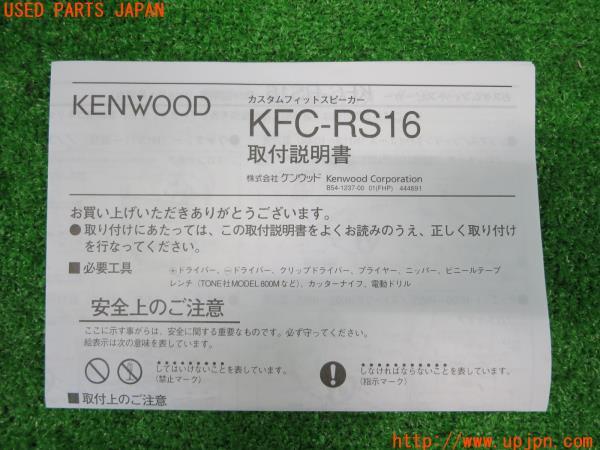 USED PARTS JAPAN
KENWOOD
カスタムフィットスピーカー
KFC-RS16
取付説明書
株式会社 ケンウッド Kenwood Corporation
B54-1237-00 01(FHP) 444691
お買い上げいただきありがとうございます。
● 取り付けにあたっては、この取付説明書をよくお読みのうえ、正しく取り付け
を行なってください。
■ 必要工具
⊕ドライバー、⊖ドライバー、クリップドライバー、プライヤー、ニッパー、ビニールテープ
レンチ（TONE社MODEL 800Mなど）、カッターナイフ、電動ドリル
安全上のご注意
ここに示す事がらは、安全に関する重要なものです。必ず守ってください。
絵表示は次の意味を表しています。
してはいけないことを表しています。
（禁止マーク）
しなければならないことを表しています。
（指示マーク）
■ 取付上のご注意
http://www.upjpn.com/